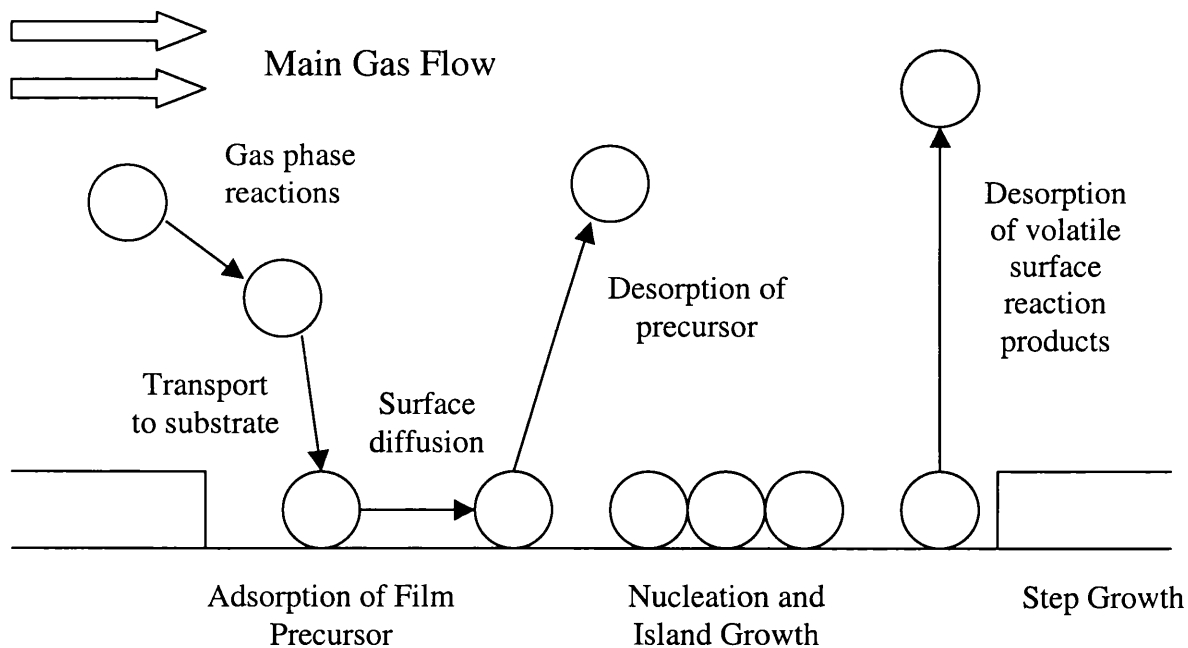 Main Gas Flow
Gas phase
reactions
Desorption
of volatile
surface
reaction
products
Desorption of
precursor
Transport
to substrate
Surface
diffusion
Adsorption of Film
Precursor
Nucleation and
Island Growth
Step Growth